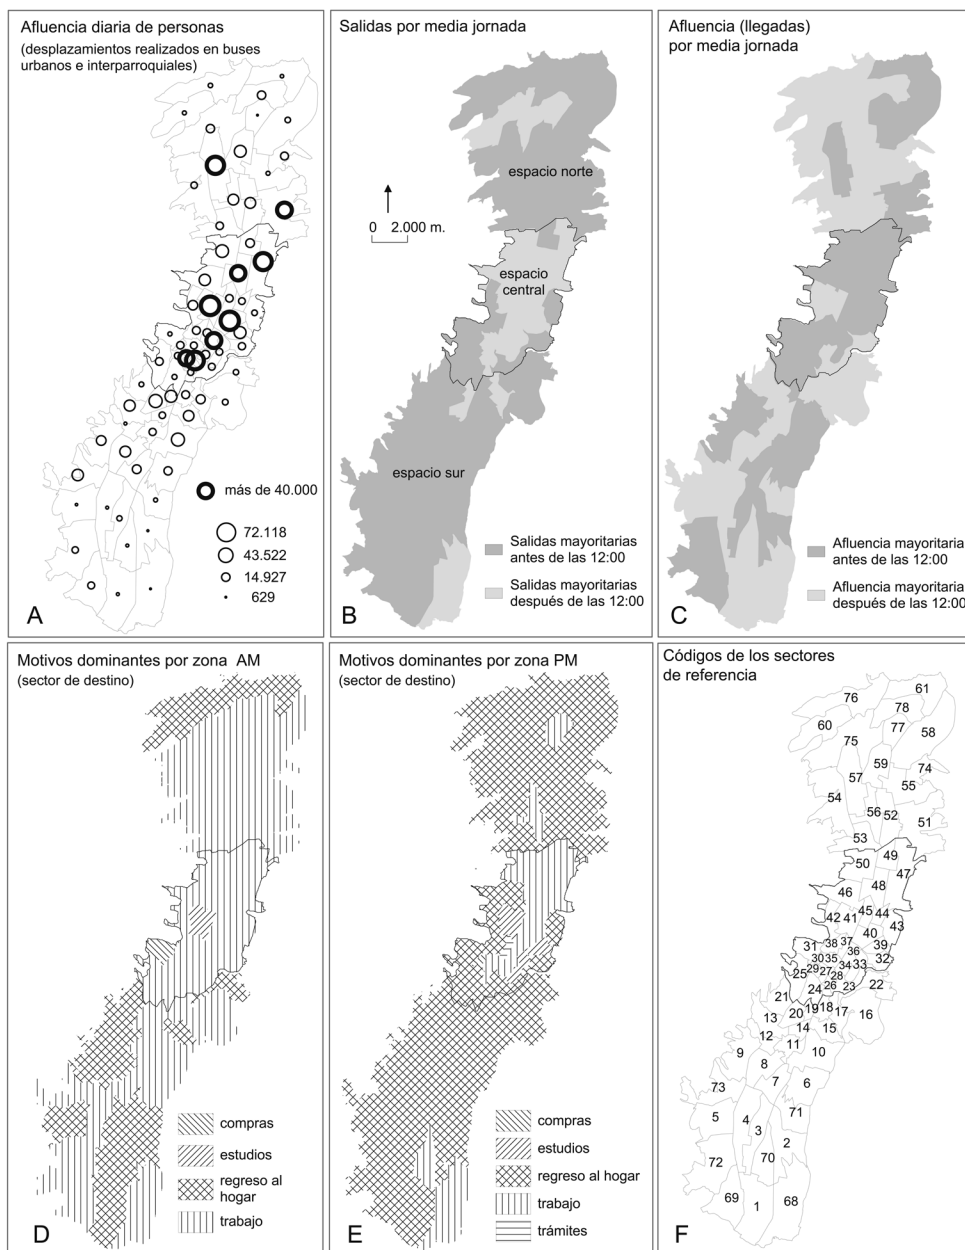 Afluencia diaria de personas
(desplazamientos realizados en buses
urbanos e interparroquiales)
más de 40.000
72.118
43.522
14.927
629
A
Salidas por media jornada
espacio norte
0 2.000 m.
espacio
central
espacio sur
Salidas mayoritarias
antes de las 12:00
Salidas mayoritarias
después de las 12:00
B
Afluencia (llegadas)
por media jornada
Afluencia mayoritaria
antes de las 12:00
Afluencia mayoritaria
después de las 12:00
C
Motivos dominantes por zona AM
(sector de destino)
compras
estudios
regreso al
hogar
trabajo
D
Motivos dominantes por zona PM
(sector de destino)
compras
estudios
regreso al hogar
trabajo
trámites
E
Códigos de los sectores
de referencia
61
76
78
60
77
58
75
59
74
57
55
54
56 52
51
53
49
50
47
48
46
45
44
42 41
43
40
37
38
39
31
36
30 35
32
34 33
29 27
25
28
22
26
24
23
21
19 18
17
20
16
13
14
15
12
11
10
9
8
7
6
73
5
4
71
3
2
72
70
69
1
68
F